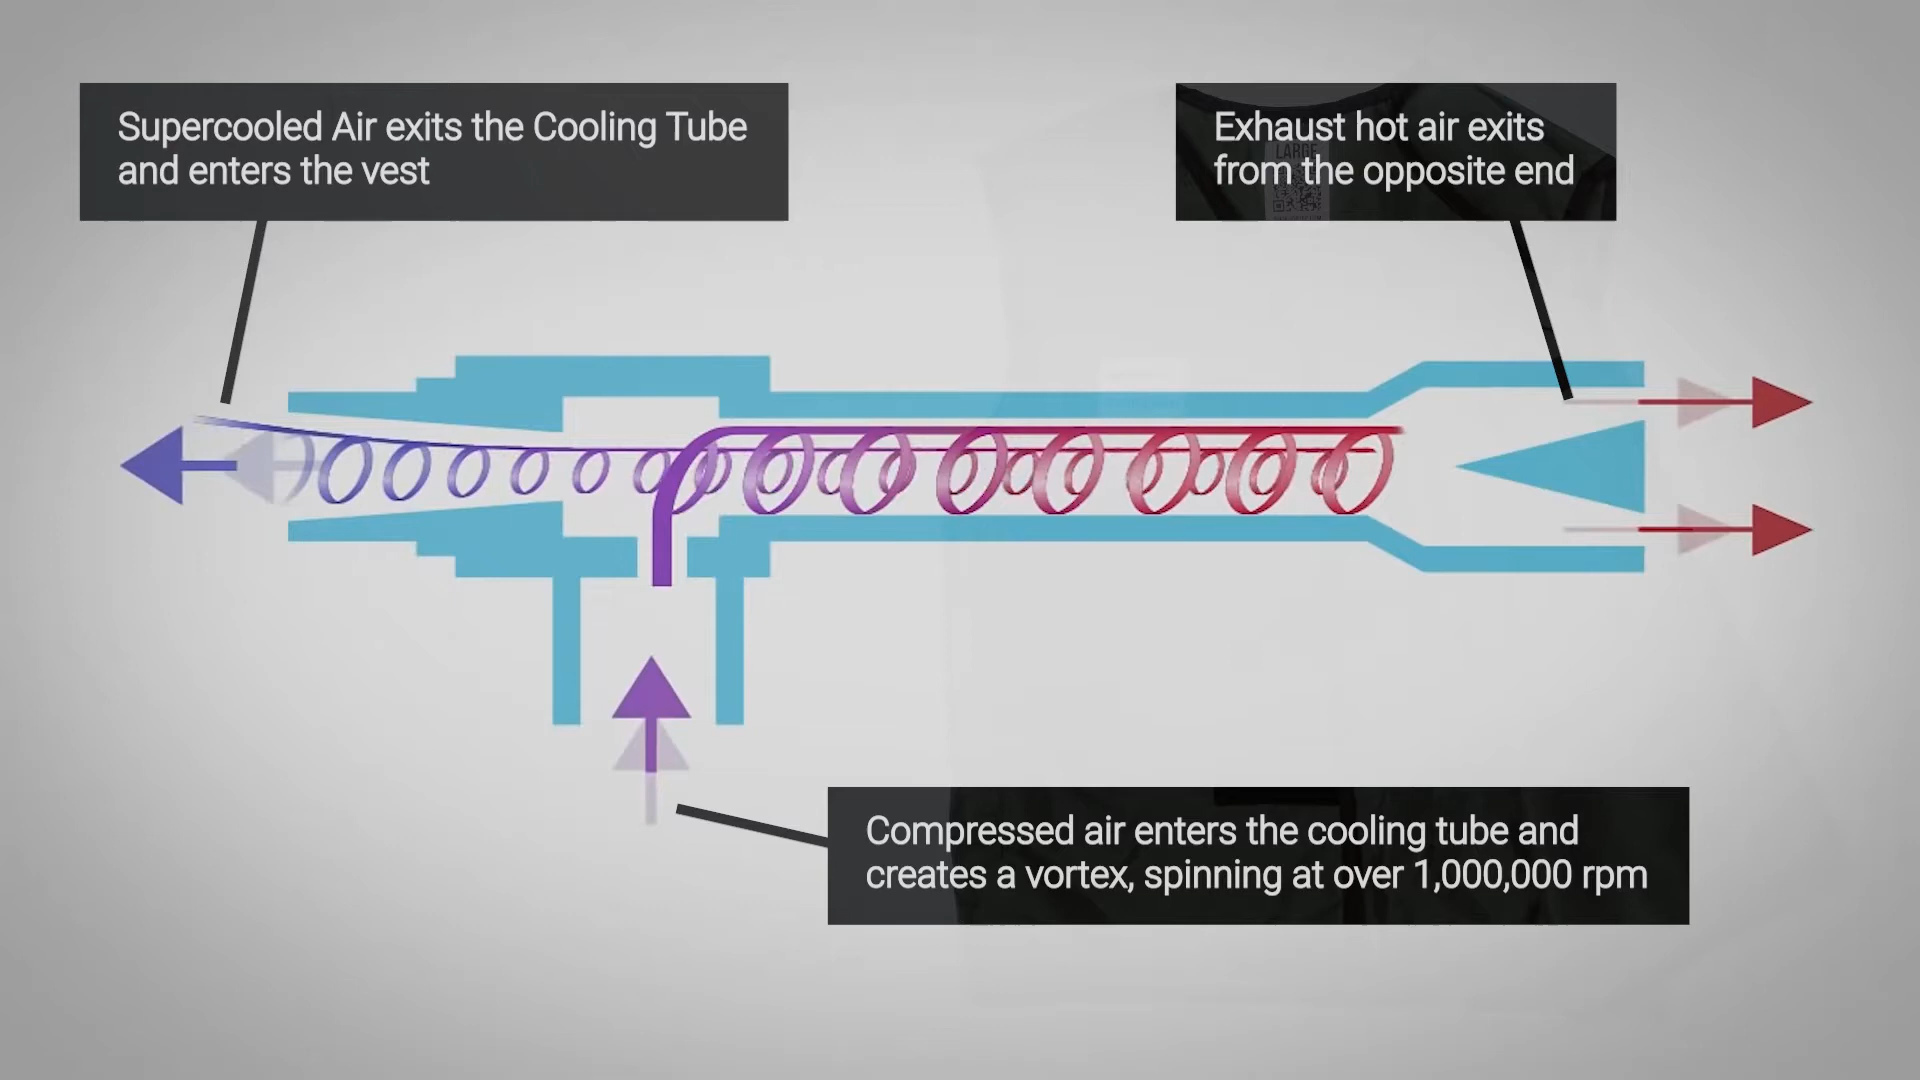 Supercooled Air exits the Cooling Tube
and enters the vest
Exhaust hot air exits
from the opposite end
LARGE
Compressed air enters the cooling tube and
creates a vortex, spinning at over 1,000,000 rpm